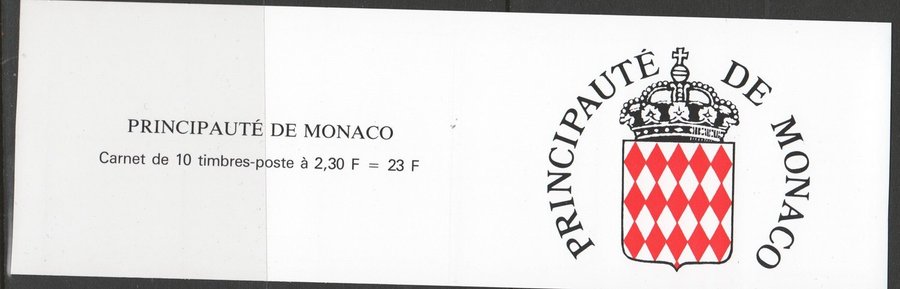 PRINCIPAUTÉ DE MONACO
Carnet de 10 timbres-poste à 2,30 F = 23 F
PRINCIPAUTÉ DE MONACO